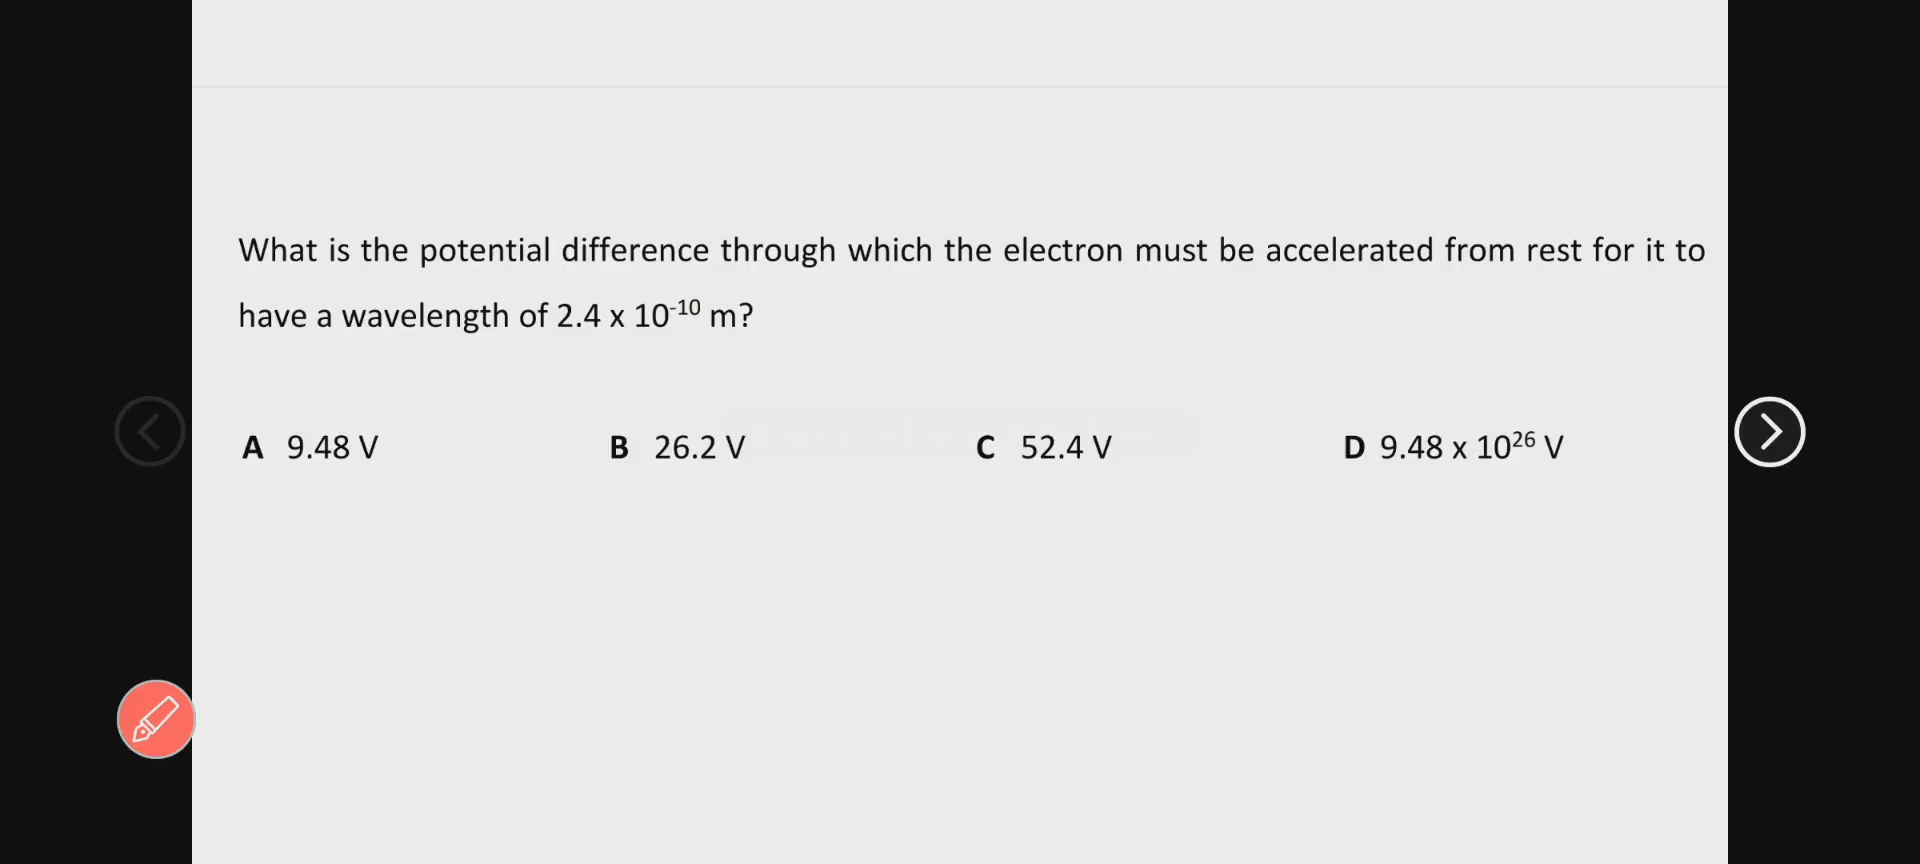 What is the potential difference through which the electron must be accelerated from rest for it to
have a wavelength of 2.4 x 10⁻¹⁰ m?
A 9.48 V B 26.2 V C 52.4 V D 9.48 x 10²⁶ V